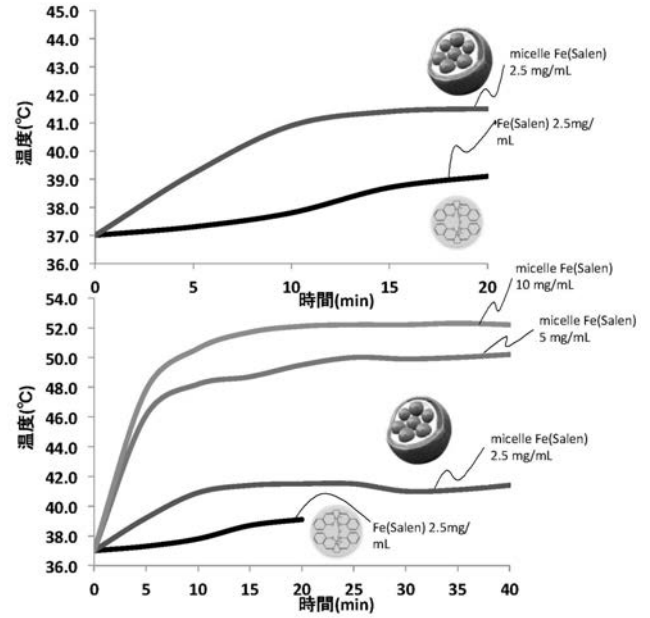 45.0
44.0
43.0
42.0
41.0
40.0
39.0
38.0
37.0
36.0
温度(℃)
micelle Fe(Salen)
2.5 mg/mL
Fe(Salen) 2.5mg/
mL
0
5
10
15
20
時間(min)
54.0
52.0
50.0
48.0
46.0
44.0
42.0
40.0
38.0
36.0
温度(℃)
micelle Fe(Salen)
10 mg/mL
micelle Fe(Salen)
5 mg/mL
micelle Fe(Salen)
2.5 mg/mL
Fe(Salen) 2.5mg/
mL
0
5
10
15
20
25
30
35
40
時間(min)